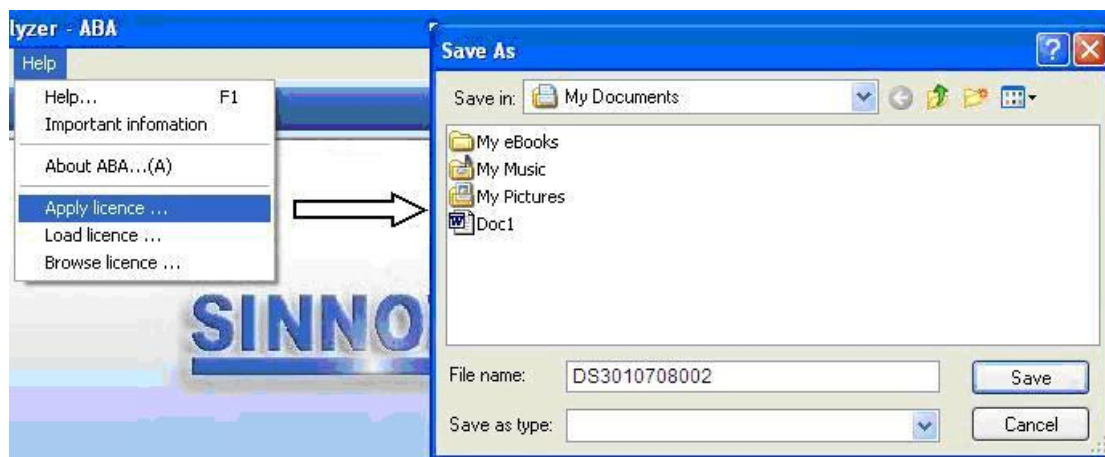 lyzer - ABA
Help
Help... F1
Important infomation
About ABA...(A)
Apply licence ...
Load licence ...
Browse licence ...
SINNO
Save As
Save in: My Documents
My eBooks
My Music
My Pictures
Doc1
File name: DS3010708002
Save
Save as type:
Cancel